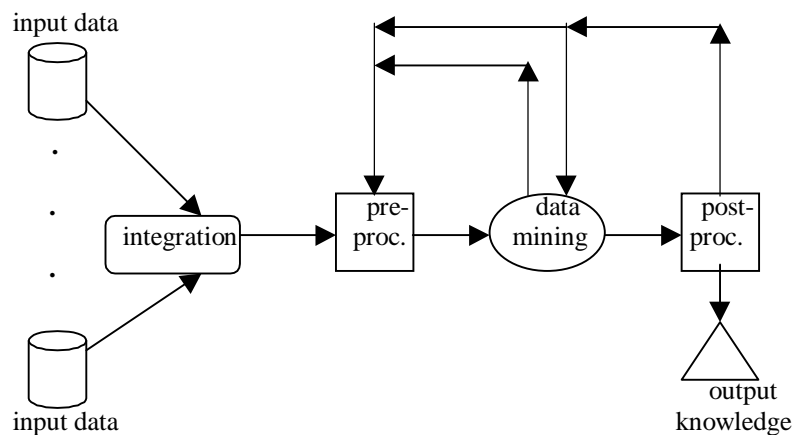 input data
integration
pre-
proc.
data
mining
post-
proc.
input data
output
knowledge